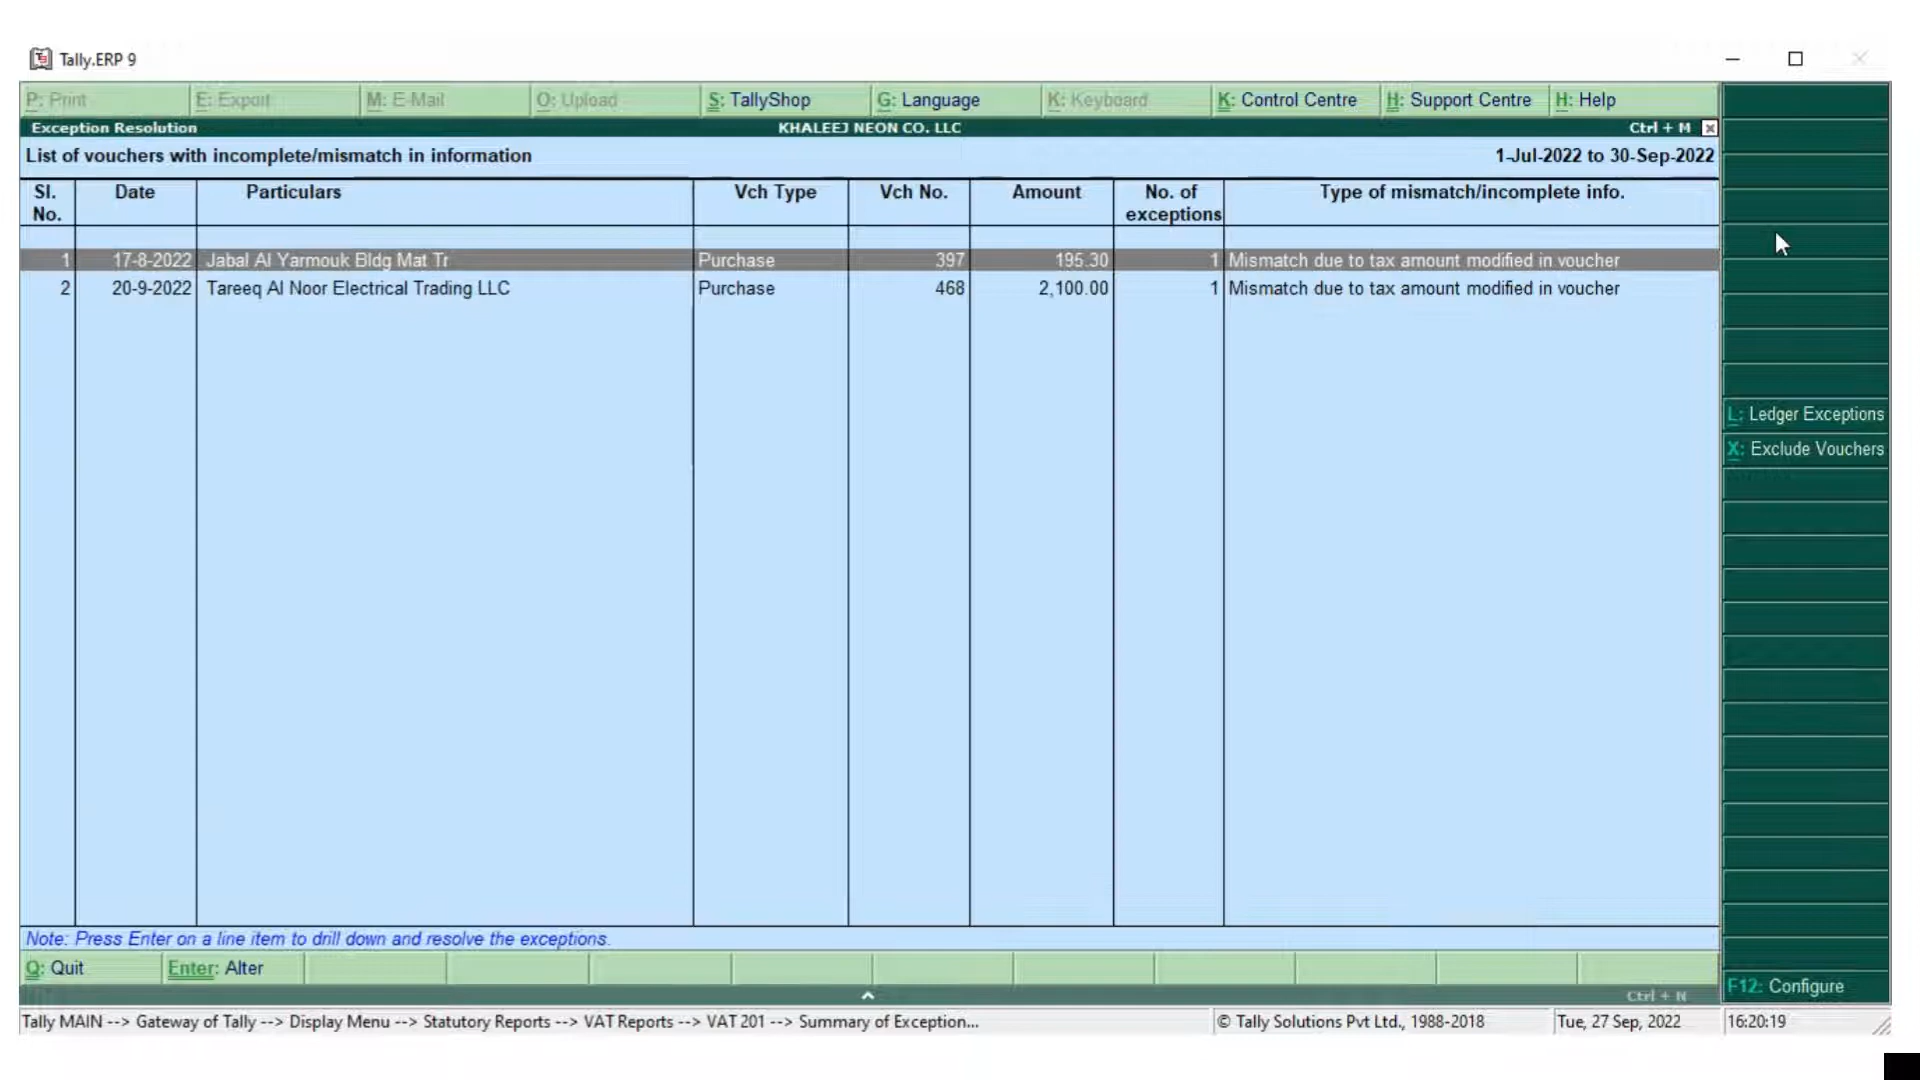 Tally.ERP 9
P: Print E: Export M: E-Mail O: Upload S: TallyShop G: Language K: Keyboard K: Control Centre H: Support Centre H: Help
Exception Resolution KHALEEJ NEON CO. LLC Ctrl + M
List of vouchers with incomplete/mismatch in information 1-Jul-2022 to 30-Sep-2022
Sl. Date Particulars Vch Type Vch No. Amount No. of Type of mismatch/incomplete info.
No. exceptions
1 17-8-2022 Jabal Al Yarmouk Bldg Mat Tr Purchase 397 195.30 1 Mismatch due to tax amount modified in voucher
2 20-9-2022 Tareeq Al Noor Electrical Trading LLC Purchase 468 2,100.00 1 Mismatch due to tax amount modified in voucher
L: Ledger Exceptions
X: Exclude Vouchers
Note: Press Enter on a line item to drill down and resolve the exceptions.
Q: Quit Enter: Alter
F12: Configure
Ctrl + N
Tally MAIN --> Gateway of Tally --> Display Menu --> Statutory Reports --> VAT Reports --> VAT 201 --> Summary of Exception... © Tally Solutions Pvt Ltd., 1988-2018 Tue, 27 Sep, 2022 16:20:19